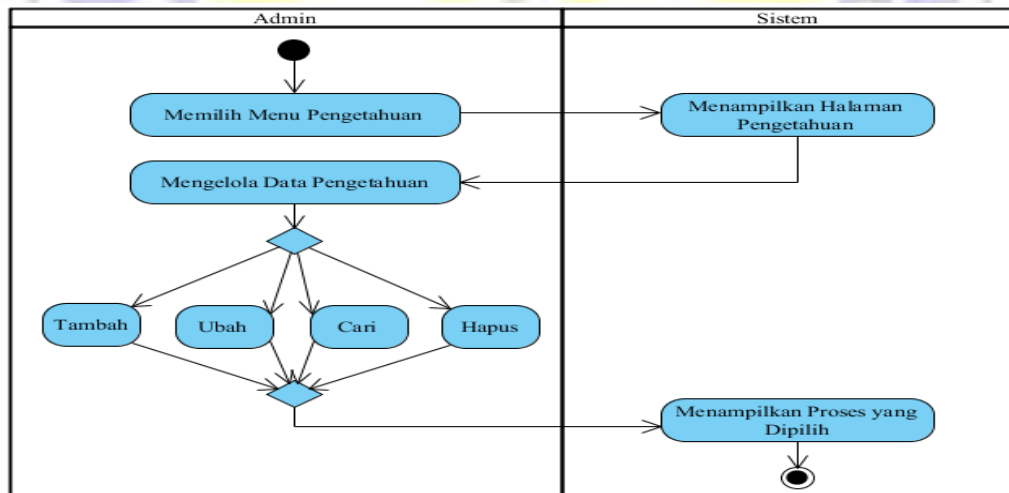 Admin
Sistem
Memilih Menu Pengetahuan
Menampilkan Halaman
Pengetahuan
Mengelola Data Pengetahuan
Tambah
Ubah
Cari
Hapus
Menampilkan Proses yang
Dipilih